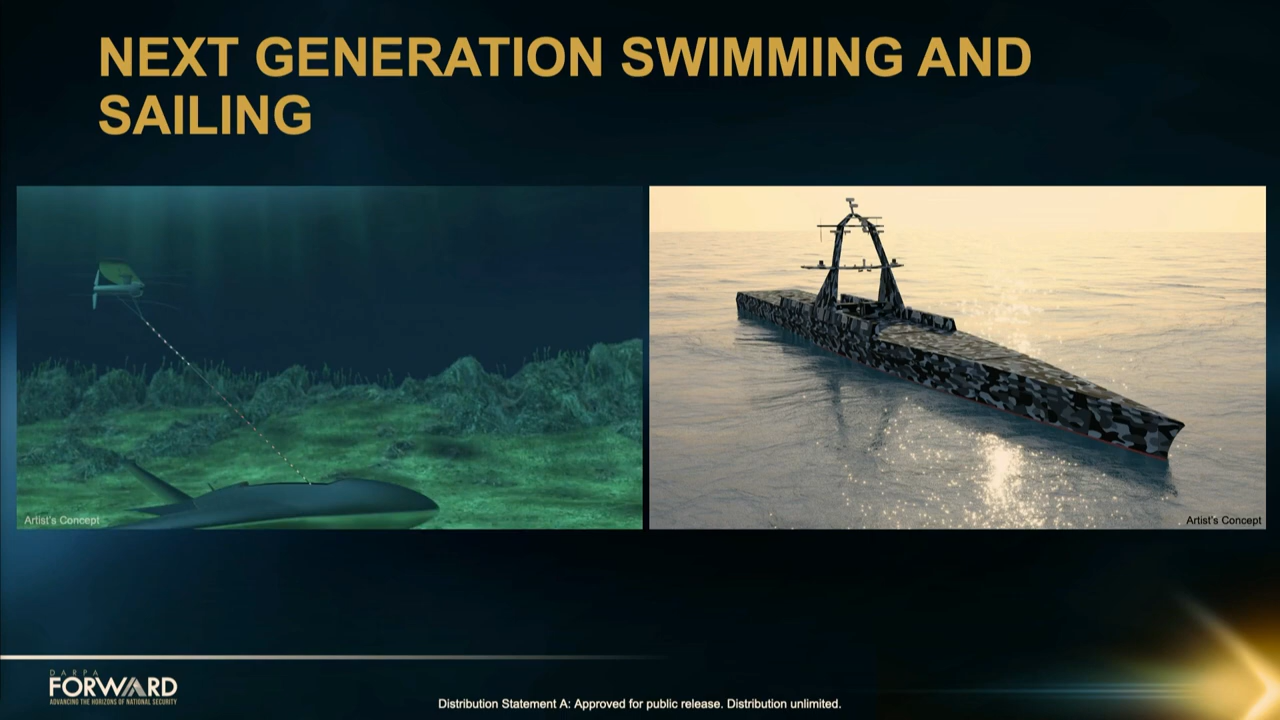 NEXT GENERATION SWIMMING AND
SAILING
Artist's Concept
Artist's Concept
DARPA
FORWARD
ADVANCING THE HORIZONS OF NATIONAL SECURITY
Distribution Statement A: Approved for public release. Distribution unlimited.